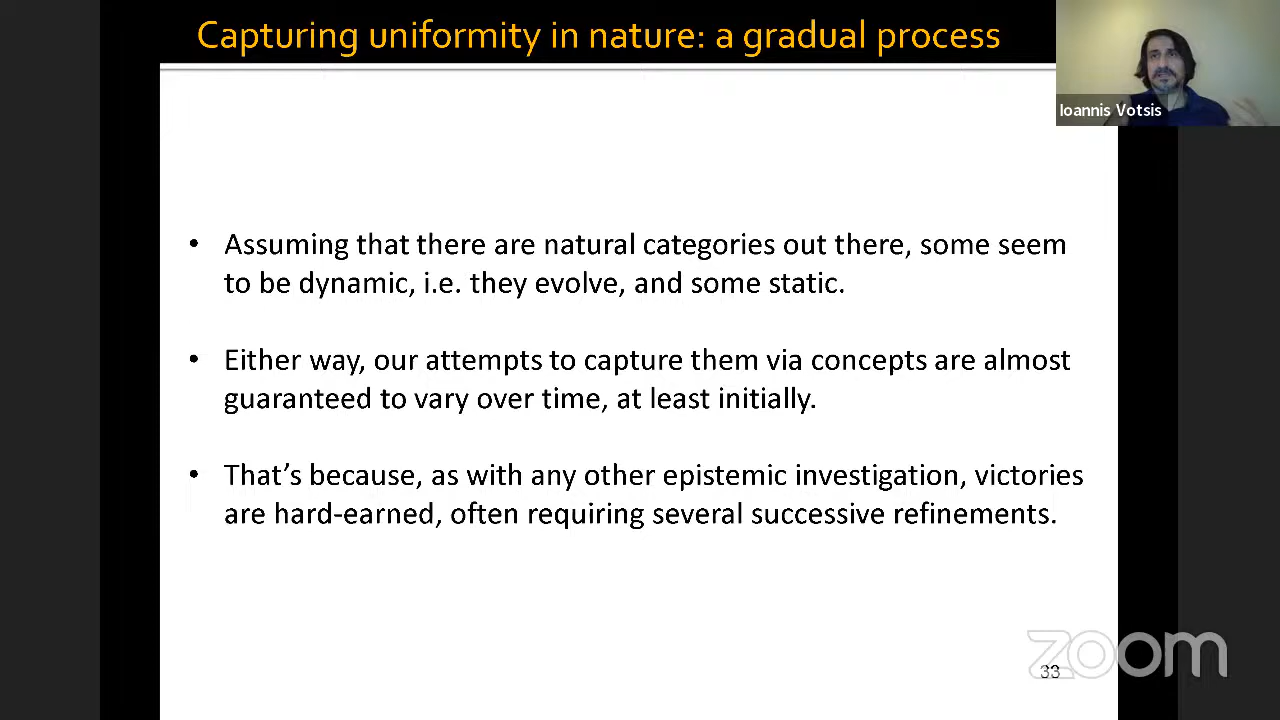 Capturing uniformity in nature: a gradual process
Ioannis Votsis
• Assuming that there are natural categories out there, some seem
to be dynamic, i.e. they evolve, and some static.
• Either way, our attempts to capture them via concepts are almost
guaranteed to vary over time, at least initially.
• That’s because, as with any other epistemic investigation, victories
are hard-earned, often requiring several successive refinements.
zoom
33